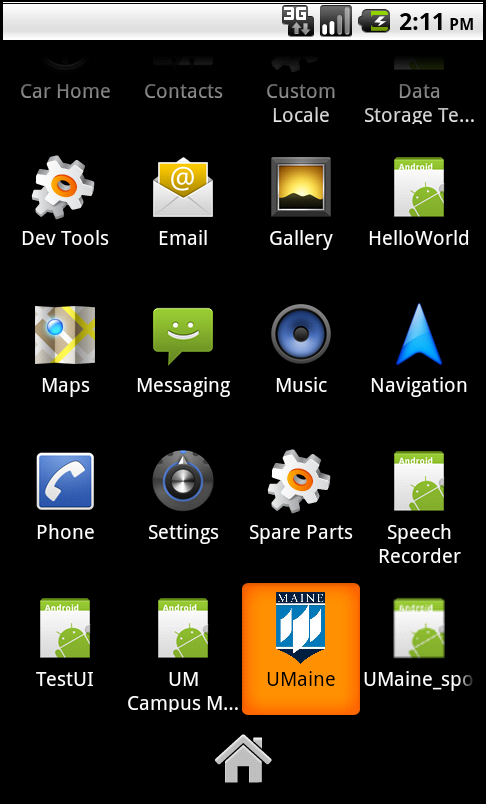 3G 2:11 PM
Car Home Contacts Custom Locale Data Storage Te...
Dev Tools Email Gallery HelloWorld
Maps Messaging Music Navigation
Phone Settings Spare Parts Speech Recorder
TestUI UM Campus M... UMaine UMaine_spo
@
Android
Android
Android
Android
MAINE